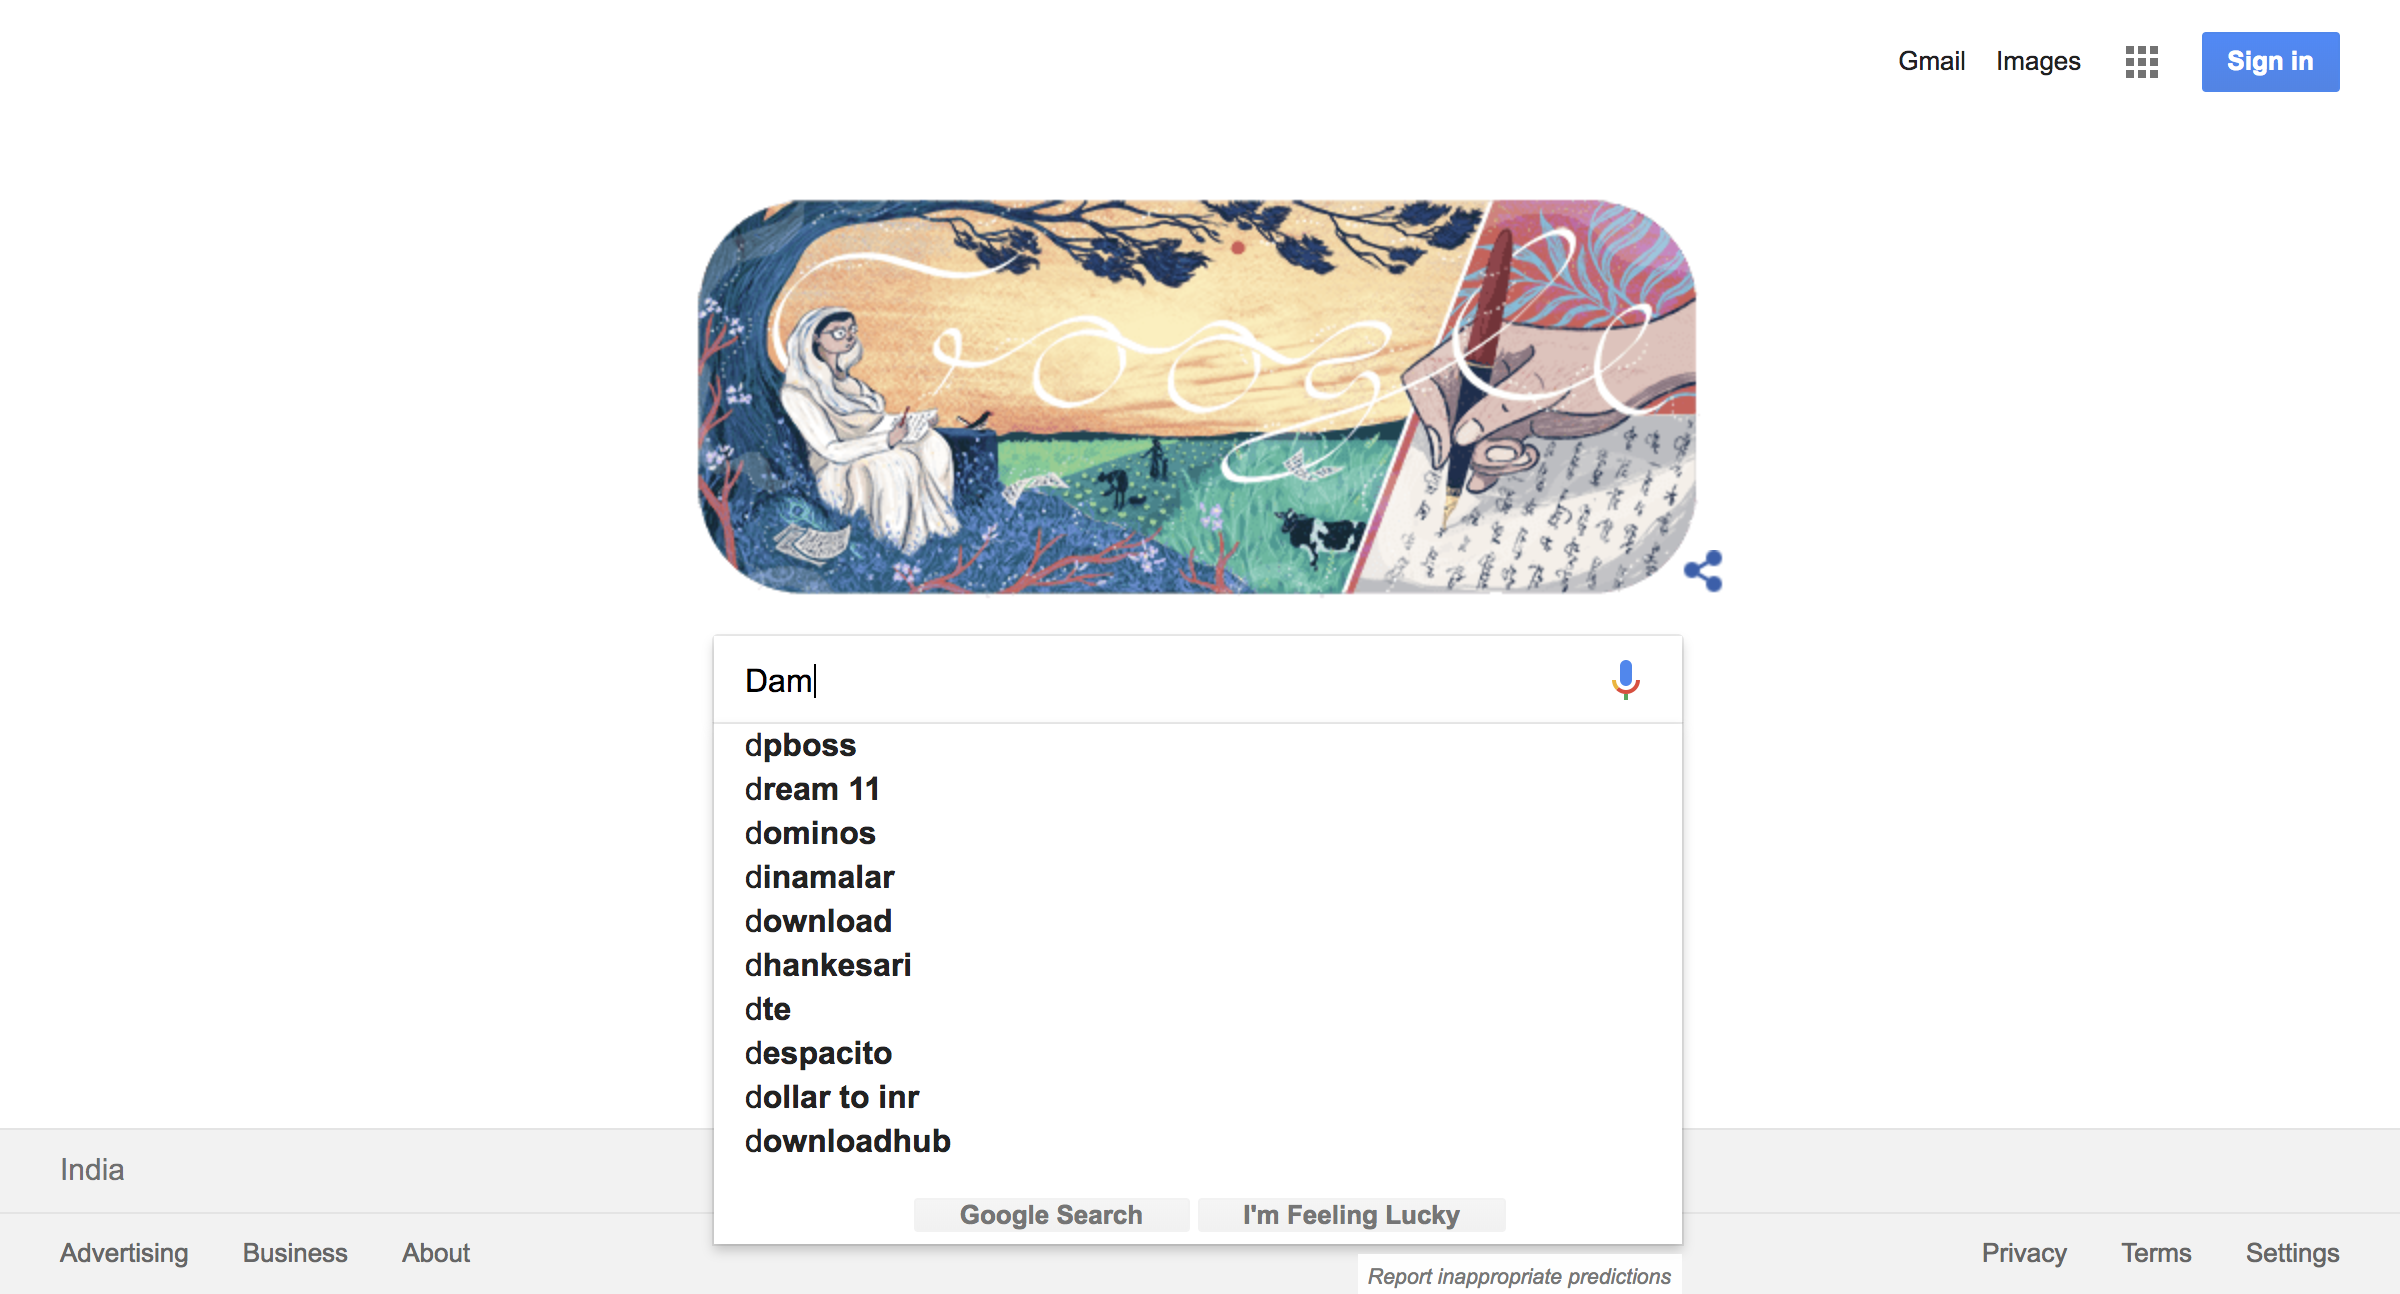 Gmail Images Sign in
Google
Dam
dpboss
dream 11
dominos
dinamalar
download
dhankesari
dte
despacito
dollar to inr
downloadhub
Google Search I'm Feeling Lucky
Report inappropriate predictions
India
Advertising Business About Privacy Terms Settings